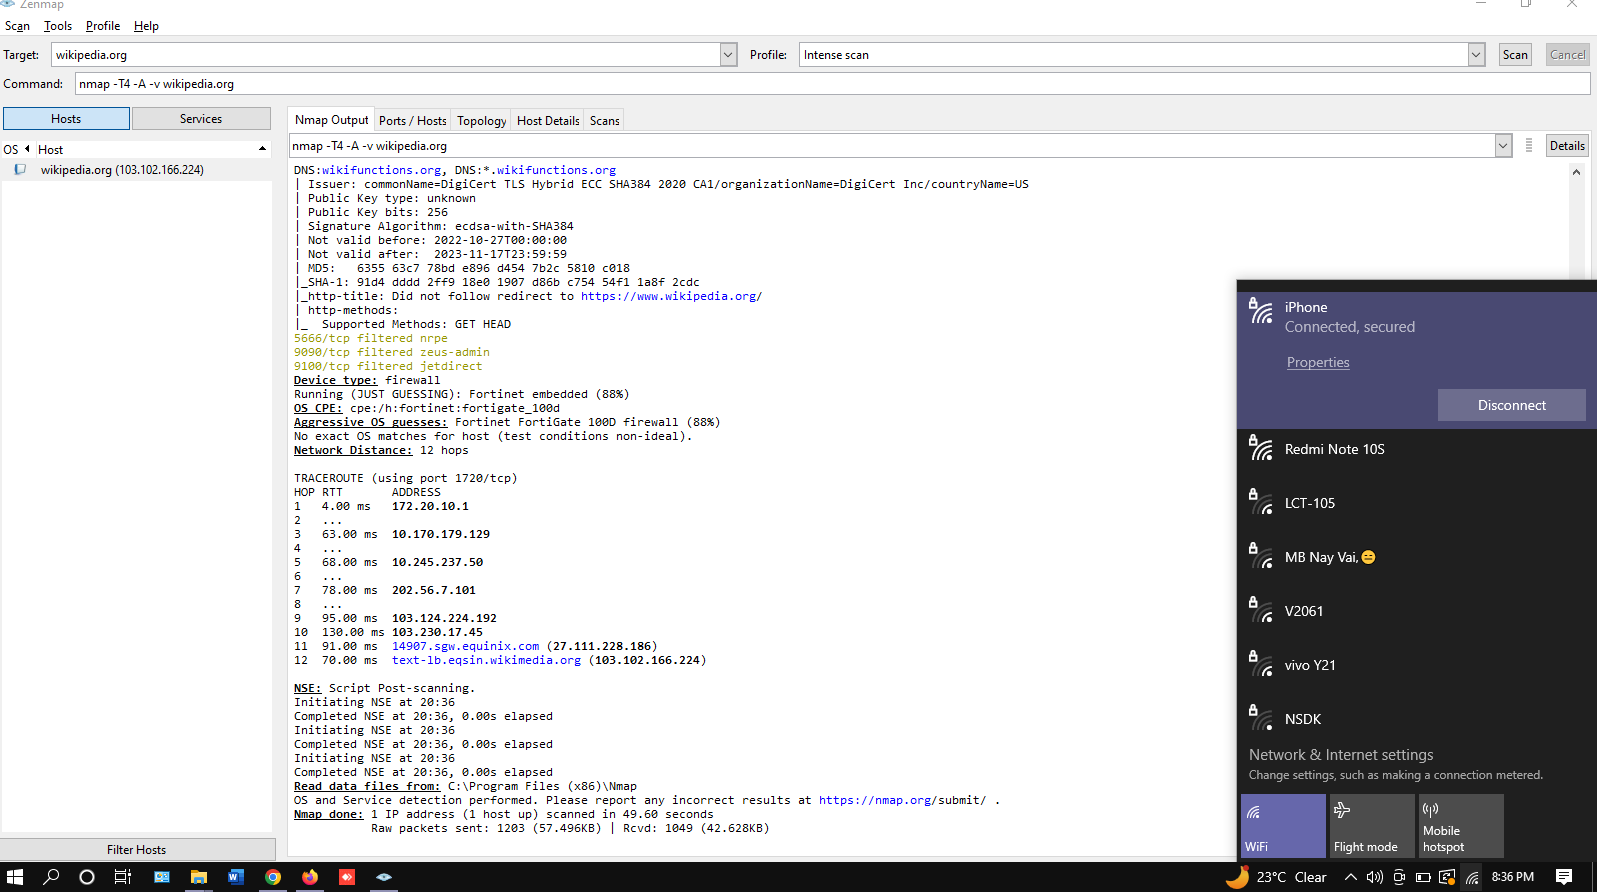 Zenmap
Scan Tools Profile Help
Target: wikipedia.org Profile: Intense scan Scan Cancel
Command: nmap -T4 -A -v wikipedia.org
Hosts Services
OS Host
wikipedia.org (103.102.166.224)
Filter Hosts
Nmap Output Ports / Hosts Topology Host Details Scans
nmap -T4 -A -v wikipedia.org Details
DNS:wikifunctions.org, DNS:*.wikifunctions.org
| Issuer: commonName=DigiCert TLS Hybrid ECC SHA384 2020 CA1/organizationName=DigiCert Inc/countryName=US
| Public Key type: unknown
| Public Key bits: 256
| Signature Algorithm: ecdsa-with-SHA384
| Not valid before: 2022-10-27T00:00:00
| Not valid after:  2023-11-17T23:59:59
| MD5:   6355 63c7 78bd e896 d454 7b2c 5810 c018
|_SHA-1: 91d4 dddd 2ff9 18e0 1907 d86b c754 54f1 1a8f 2cdc
|_http-title: Did not follow redirect to https://www.wikipedia.org/
| http-methods:
|_  Supported Methods: GET HEAD
5666/tcp filtered nrpe
9090/tcp filtered zeus-admin
9100/tcp filtered jetdirect
Device type: firewall
Running (JUST GUESSING): Fortinet embedded (88%)
OS CPE: cpe:/h:fortinet:fortigate_100d
Aggressive OS guesses: Fortinet FortiGate 100D firewall (88%)
No exact OS matches for host (test conditions non-ideal).
Network Distance: 12 hops
TRACEROUTE (using port 1720/tcp)
HOP RTT       ADDRESS
1   4.00 ms   172.20.10.1
2   ...
3   63.00 ms  10.170.179.129
4   ...
5   68.00 ms  10.245.237.50
6   ...
7   78.00 ms  202.56.7.101
8   ...
9   95.00 ms  103.124.224.192
10  130.00 ms 103.230.17.45
11  91.00 ms  14907.sgw.equinix.com (27.111.228.186)
12  70.00 ms  text-lb.eqsin.wikimedia.org (103.102.166.224)
NSE: Script Post-scanning.
Initiating NSE at 20:36
Completed NSE at 20:36, 0.00s elapsed
Initiating NSE at 20:36
Completed NSE at 20:36, 0.00s elapsed
Initiating NSE at 20:36
Completed NSE at 20:36, 0.00s elapsed
Read data files from: C:\Program Files (x86)\Nmap
OS and Service detection performed. Please report any incorrect results at https://nmap.org/submit/ .
Nmap done: 1 IP address (1 host up) scanned in 49.60 seconds
Raw packets sent: 1203 (57.496KB) | Rcvd: 1049 (42.628KB)
iPhone
Connected, secured
Properties
Disconnect
Redmi Note 10S
LCT-105
MB Nay Vai,😑
V2061
vivo Y21
NSDK
Network & Internet settings
Change settings, such as making a connection metered.
WiFi
Flight mode
Mobile
hotspot
23°C Clear 8:36 PM